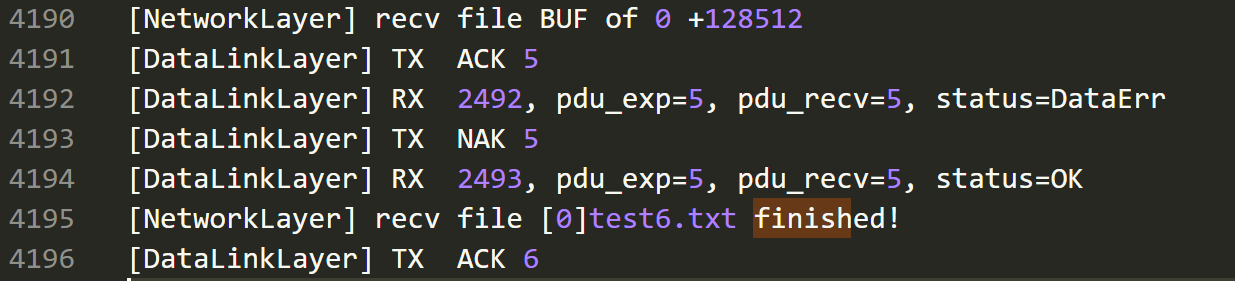 4190 [NetworkLayer] recv file BUF of 0 +128512
4191 [DataLinkLayer] TX  ACK 5
4192 [DataLinkLayer] RX  2492, pdu_exp=5, pdu_recv=5, status=DataErr
4193 [DataLinkLayer] TX  NAK 5
4194 [DataLinkLayer] RX  2493, pdu_exp=5, pdu_recv=5, status=OK
4195 [NetworkLayer] recv file [0]test6.txt finished!
4196 [DataLinkLayer] TX  ACK 6